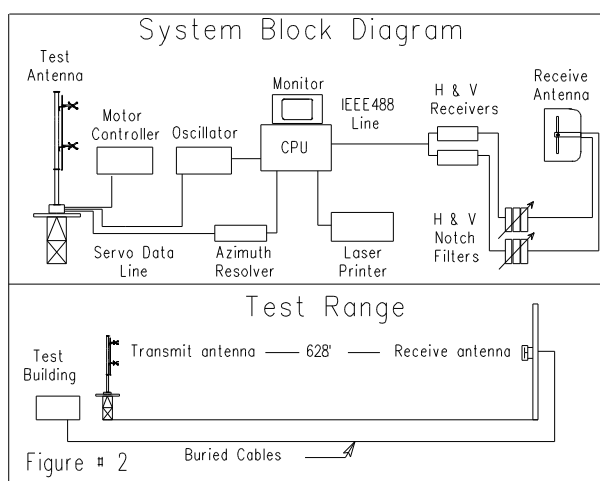 System Block Diagram
Test
Antenna
Motor
Controller
Oscillator
Monitor
CPU
IEEE488
Line
H & V
Receivers
Receive
Antenna
Servo Data
Line
Azimuth
Resolver
Laser
Printer
H & V
Notch
Filters
Test Range
Test
Building
Transmit antenna
628'
Receive antenna
Buried Cables
Figure # 2